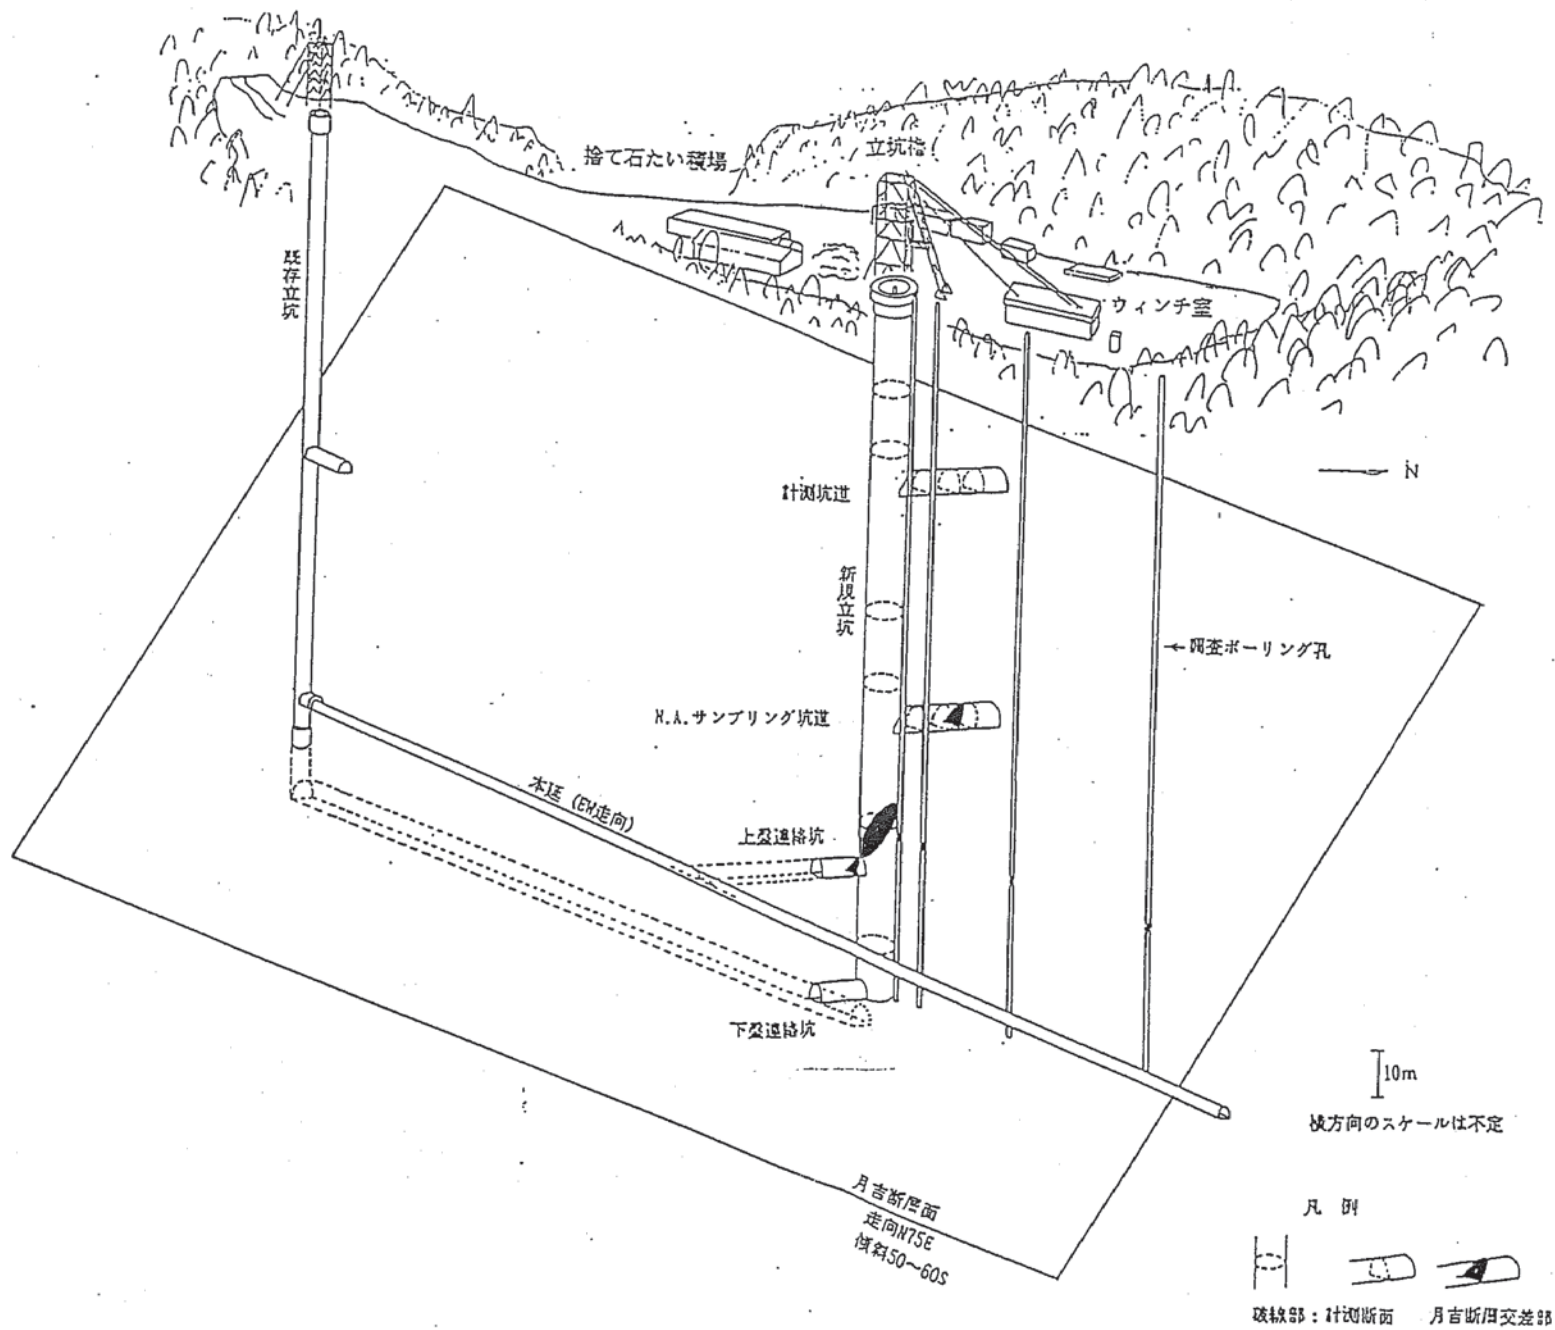 捨て石たい積場
立坑櫓
既存立坑
ウィンチ室
N
計測坑道
新規立坑
←調査ボーリング孔
N.A.サンプリング坑道
本延 (EW走向)
上盤連絡坑
下盤連絡坑
10m
横方向のスケールは不定
月吉断層面
走向N75E
傾斜50〜60S
凡 例
破線部：計測断面
月吉断層交差部